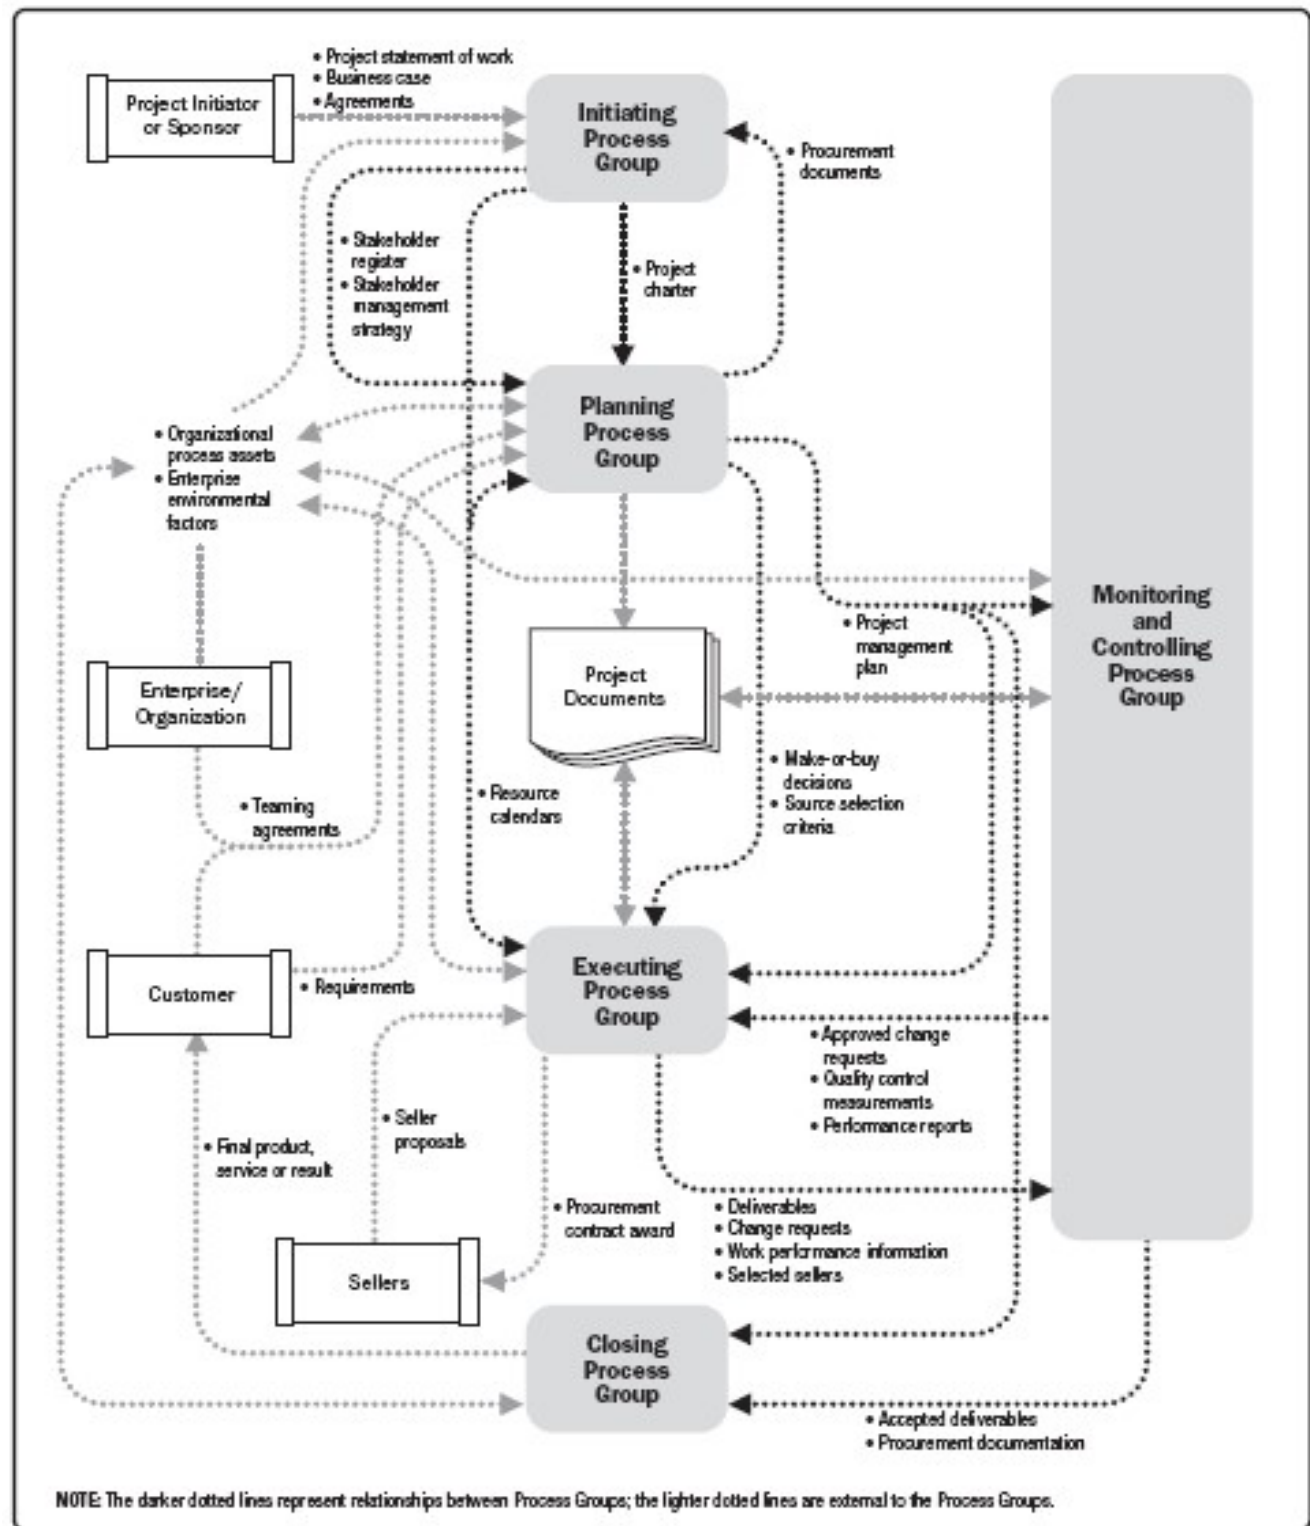 • Project statement of work
• Business case
• Agreements
Project Initiator
or Sponsor
Initiating
Process
Group
• Procurement
documents
• Stakeholder
register
• Stakeholder
management
strategy
• Project
charter
Planning
Process
Group
• Organizational
process assets
• Enterprise
environmental
factors
Monitoring
and
Controlling
Process
Group
• Project
management
plan
Project
Documents
Enterprise/
Organization
• Teaming
agreements
• Resource
calendars
• Make-or-buy
decisions
• Source selection
criteria
Customer
• Requirements
Executing
Process
Group
• Approved change
requests
• Quality control
measurements
• Performance reports
• Final product,
service or result
• Seller
proposals
• Procurement
contract award
• Deliverables
• Change requests
• Work performance information
• Selected sellers
Sellers
Closing
Process
Group
• Accepted deliverables
• Procurement documentation
NOTE: The darker dotted lines represent relationships between Process Groups; the lighter dotted lines are external to the Process Groups.